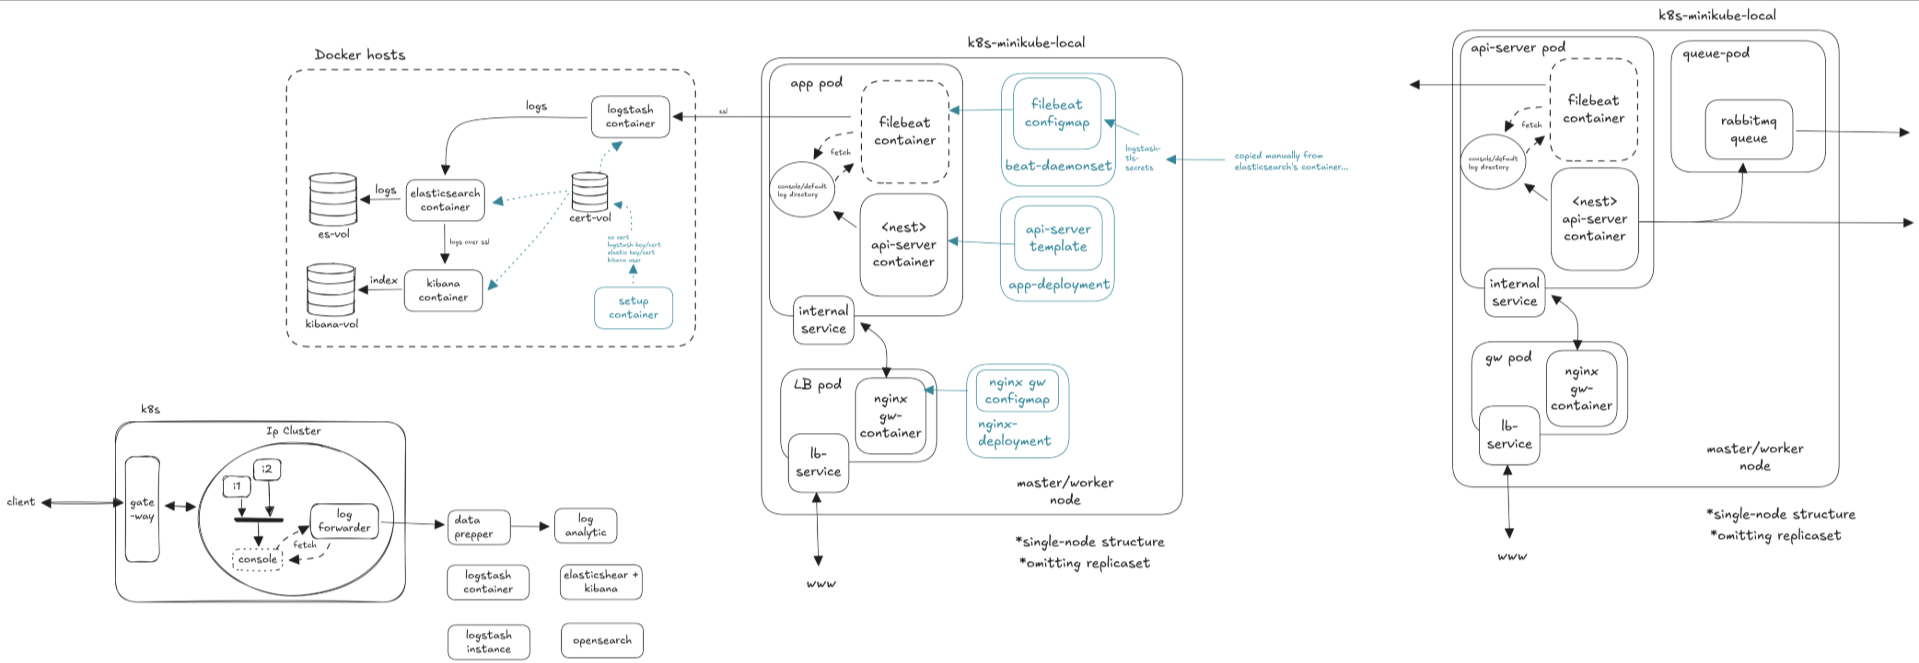 Docker hosts
logs
logstash
container
ssl
logs
elasticsearch
container
es-vol
logs over ssl
cert-vol
ca cert
logstash key/cert
elastic key/cert
kibana user
index
kibana
container
kibana-vol
setup
container
k8s-minikube-local
app pod
filebeat
container
fetch
console/default
log directory
<nest>
api-server
container
internal
service
filebeat
configmap
beat-daemonset
logstash-
tls-
secrets
copied manually from
elasticsearch's container...
api-server
template
app-deployment
LB pod
nginx
gw-
container
nginx gw
configmap
nginx-
deployment
lb-
service
master/worker
node
*single-node structure
*omitting replicaset
www
k8s-minikube-local
api-server pod
queue-pod
filebeat
container
fetch
console/default
log directory
rabbitmq
queue
<nest>
api-server
container
internal
service
gw pod
nginx
gw-
container
lb-
service
master/worker
node
*single-node structure
*omitting replicaset
www
k8s
Ip Cluster
client
gate
-way
i1
i2
log
forwarder
fetch
console
data
prepper
log
analytic
logstash
container
elasticshear +
kibana
logstash
instance
opensearch